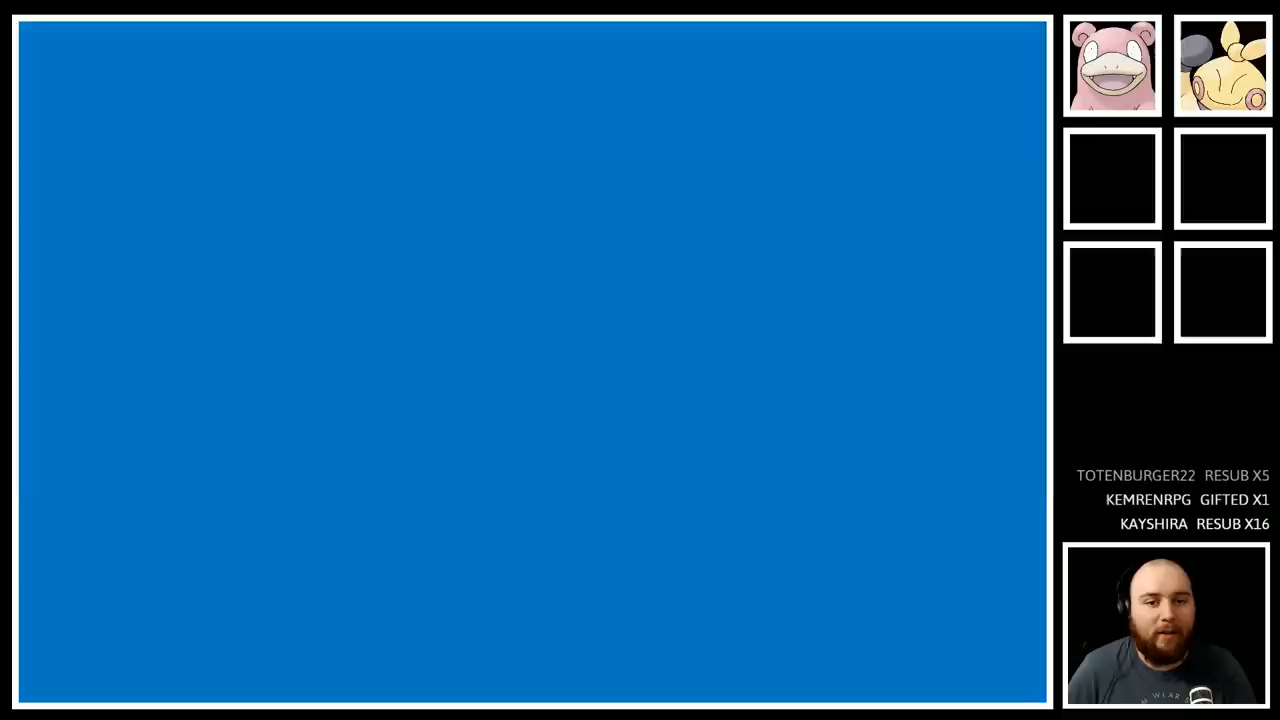 TOTENBURGER22 RESUB X5
KEMRENRPG GIFTED X1
KAYSHIRA RESUB X16